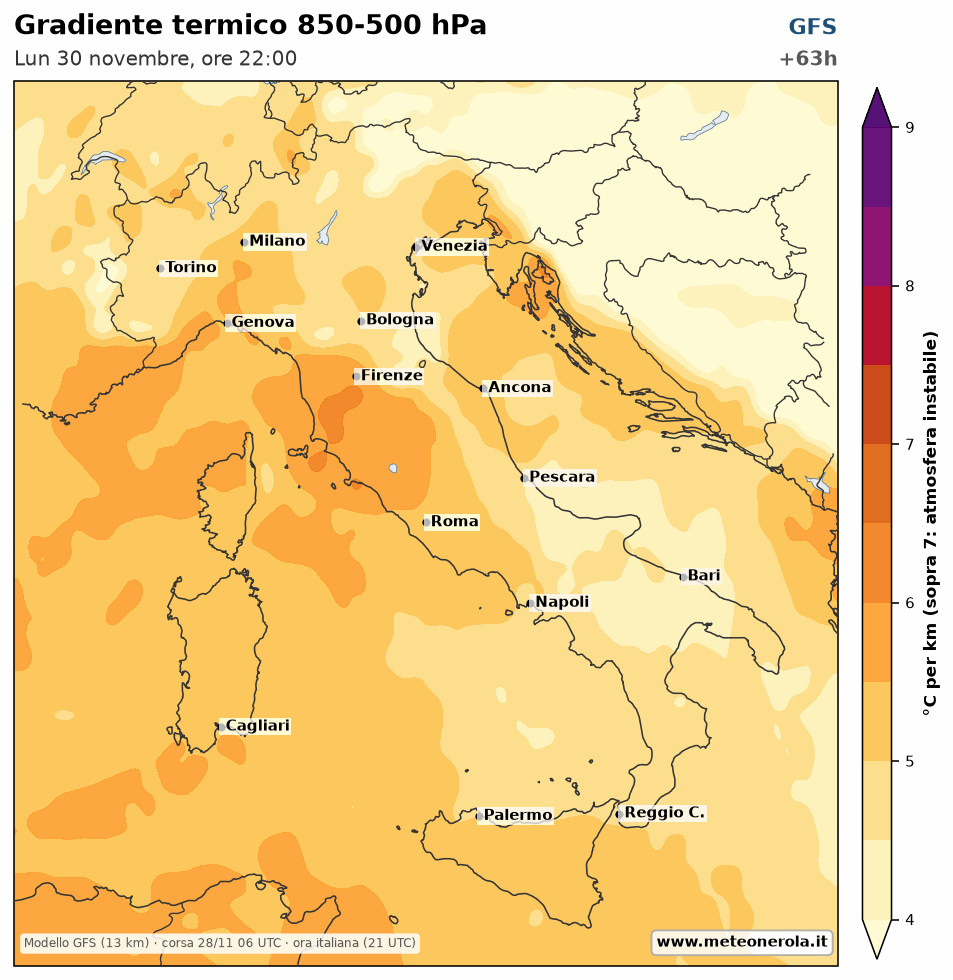 Gradiente termico 850-500 hPa
GFS
Lun 30 novembre, ore 22:00
+63h
Milano
Venezia
Torino
Genova
Bologna
Firenze
Ancona
Pescara
Roma
Bari
Napoli
Cagliari
Palermo
Reggio C.
9
8
7
6
5
4
°C per km (sopra 7: atmosfera instabile)
Modello GFS (13 km) · corsa 28/11 06 UTC · ora italiana (21 UTC)
www.meteonerola.it